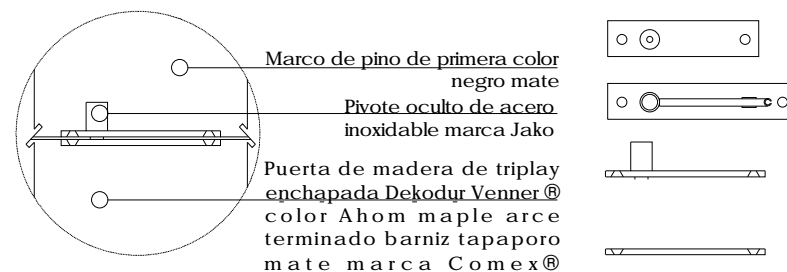 Marco de pino de primera color
negro mate
Pivote oculto de acero
inoxidable marca Jako
Puerta de madera de triplay
enchapada Dekodur Venner ®
color Ahom maple arce
terminado barniz tapaporo
mate marca Comex®